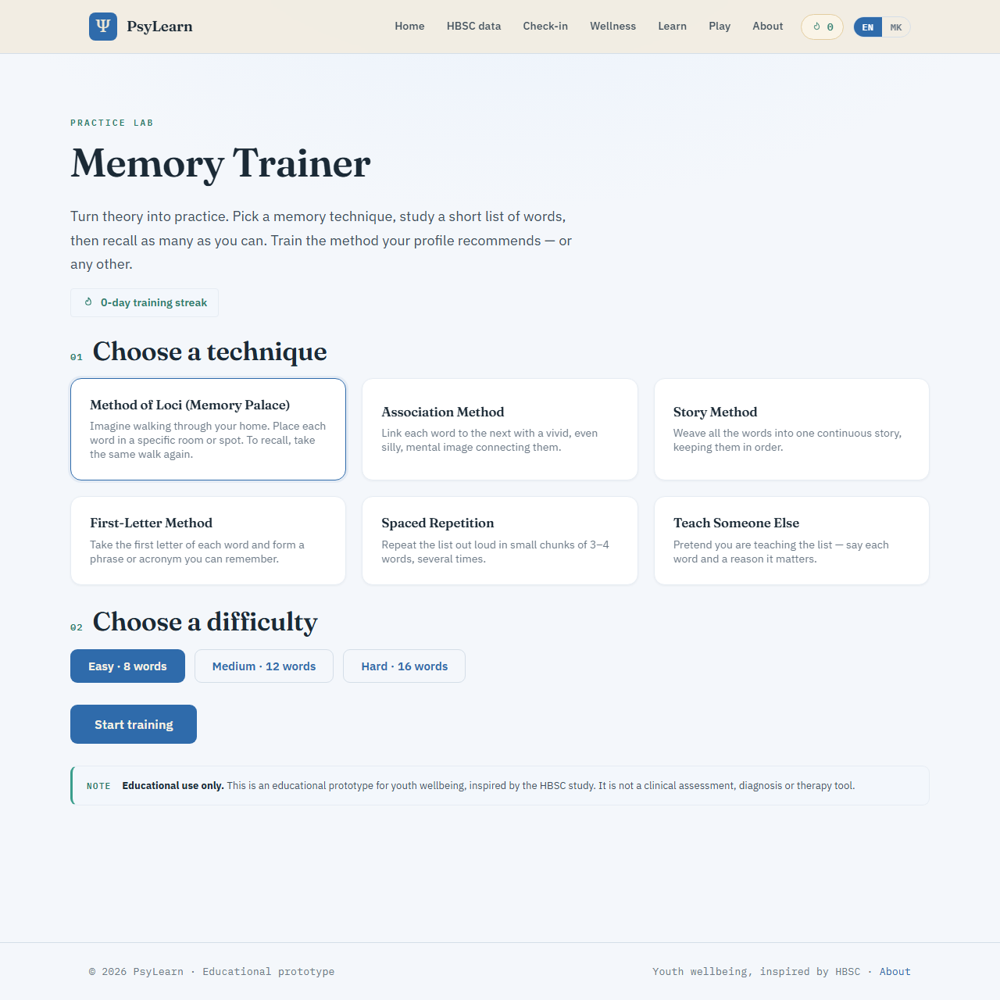 Ψ PsyLearn
Home HBSC data Check-in Wellness Learn Play About 0 EN MK
PRACTICE LAB
Memory Trainer
Turn theory into practice. Pick a memory technique, study a short list of words,
then recall as many as you can. Train the method your profile recommends — or
any other.
0-day training streak
01 Choose a technique
Method of Loci (Memory Palace)
Imagine walking through your home. Place each
word in a specific room or spot. To recall, take
the same walk again.
Association Method
Link each word to the next with a vivid, even
silly, mental image connecting them.
Story Method
Weave all the words into one continuous story,
keeping them in order.
First-Letter Method
Take the first letter of each word and form a
phrase or acronym you can remember.
Spaced Repetition
Repeat the list out loud in small chunks of 3–4
words, several times.
Teach Someone Else
Pretend you are teaching the list — say each
word and a reason it matters.
02 Choose a difficulty
Easy · 8 words
Medium · 12 words
Hard · 16 words
Start training
NOTE Educational use only. This is an educational prototype for youth wellbeing, inspired by the HBSC study. It is not a clinical assessment, diagnosis or therapy tool.
© 2026 PsyLearn · Educational prototype
Youth wellbeing, inspired by HBSC · About